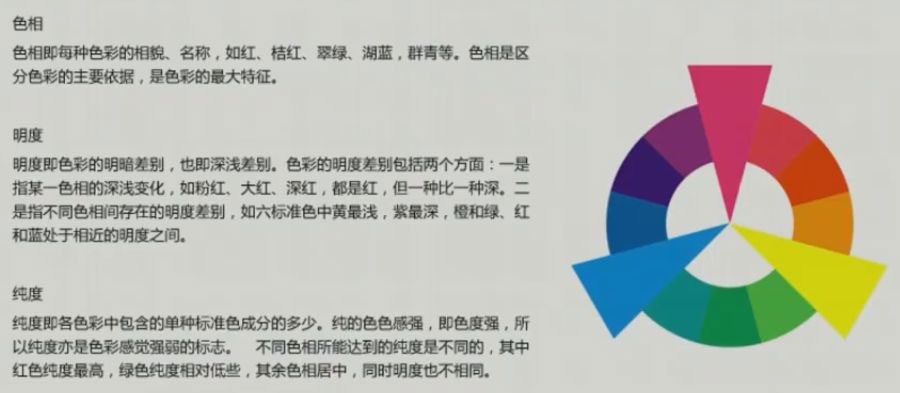 色相
色相即每种色彩的相貌、名称，如红、桔红、翠绿、湖蓝，群青等。色相是区
分色彩的主要依据，是色彩的最大特征。
明度
明度即色彩的明暗差别，也即深浅差别。色彩的明度差别包括两个方面：一是
指某一色相的深浅变化，如粉红、大红、深红，都是红，但一种比一种深。二
是指不同色相间存在的明度差别，如六标准色中黄最浅，紫最深，橙和绿、红
和蓝处于相近的明度之间。
纯度
纯度即各色彩中包含的单种标准色成分的多少。纯的色色感强，即色度强，所
以纯度亦是色彩感觉强弱的标志。 不同色相所能达到的纯度是不同的，其中
红色纯度最高，绿色纯度相对低些，其余色相居中，同时明度也不相同。